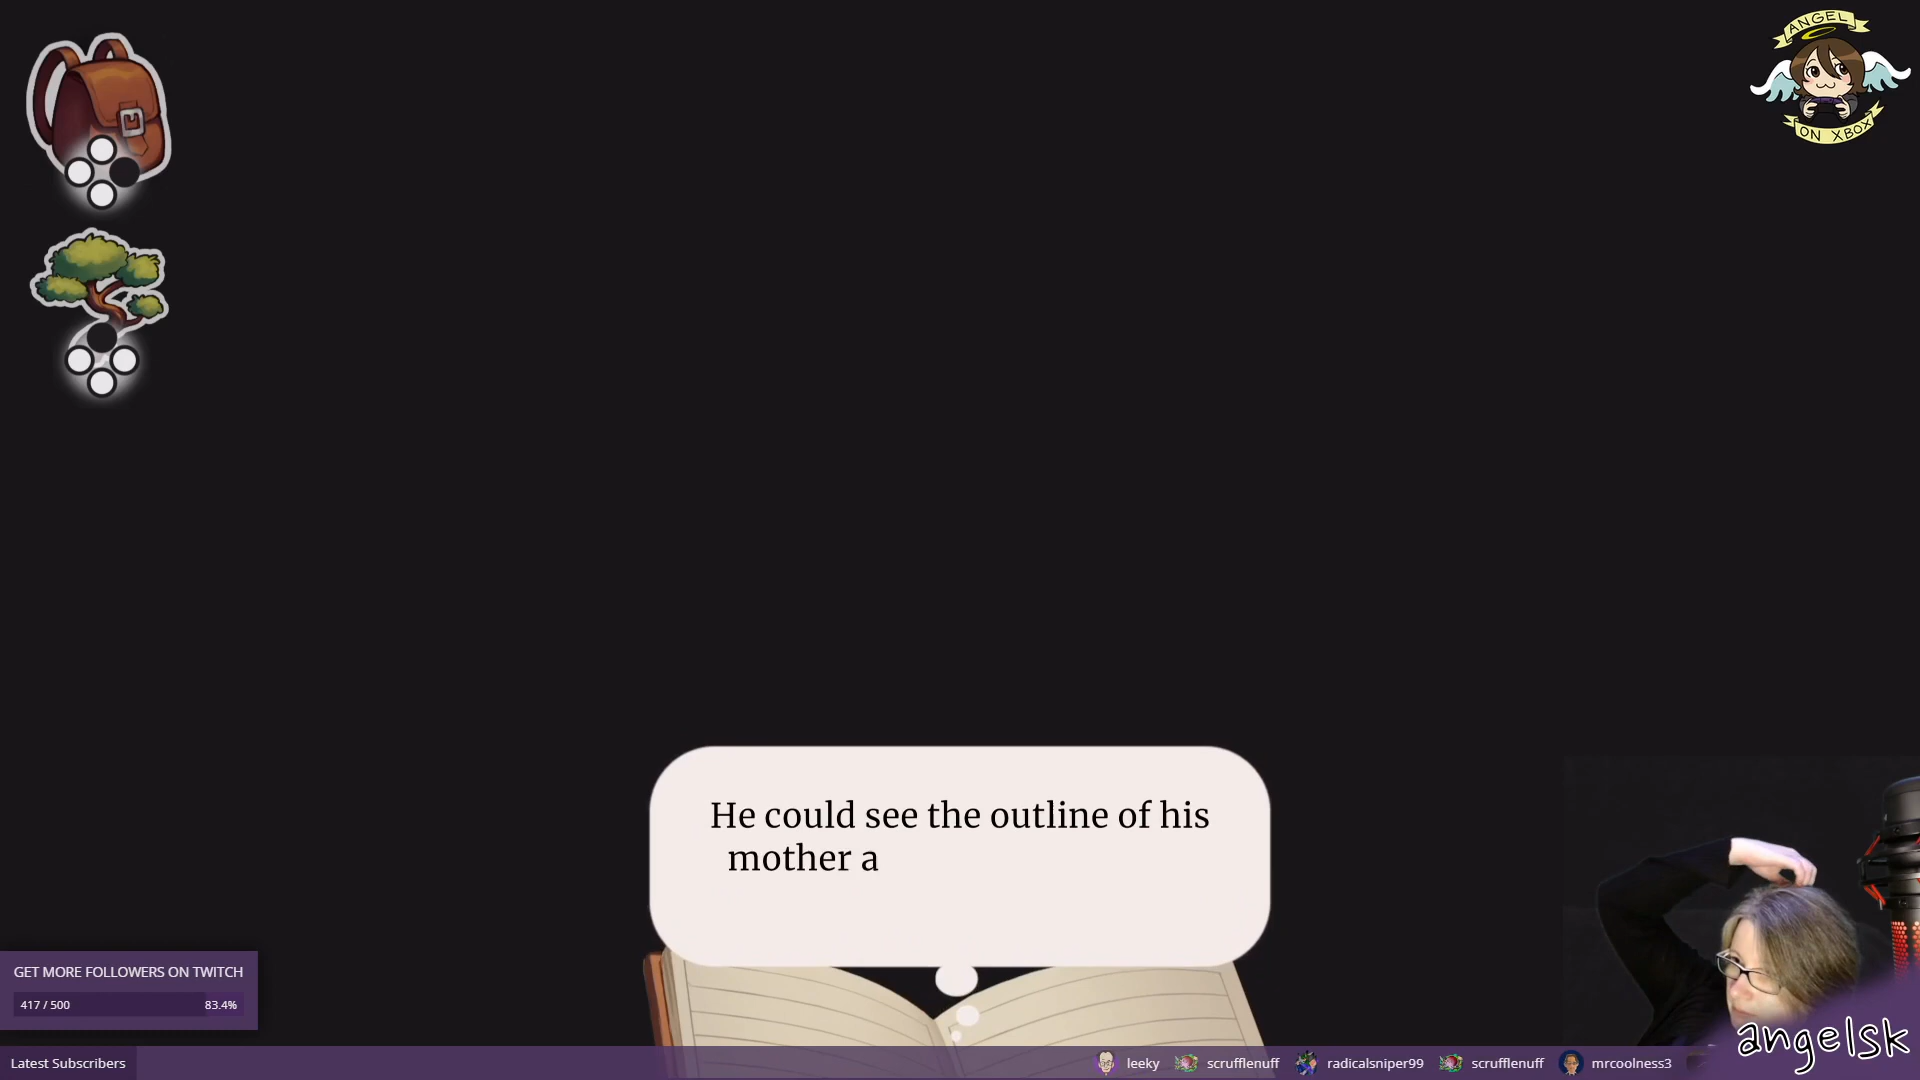 ANGEL
ON XBOX
He could see the outline of his
mother a
GET MORE FOLLOWERS ON TWITCH
417 / 500 83.4%
Latest Subscribers leeky scrufflenuff radicalsniper99 scrufflenuff mrcoolness3
angelsk